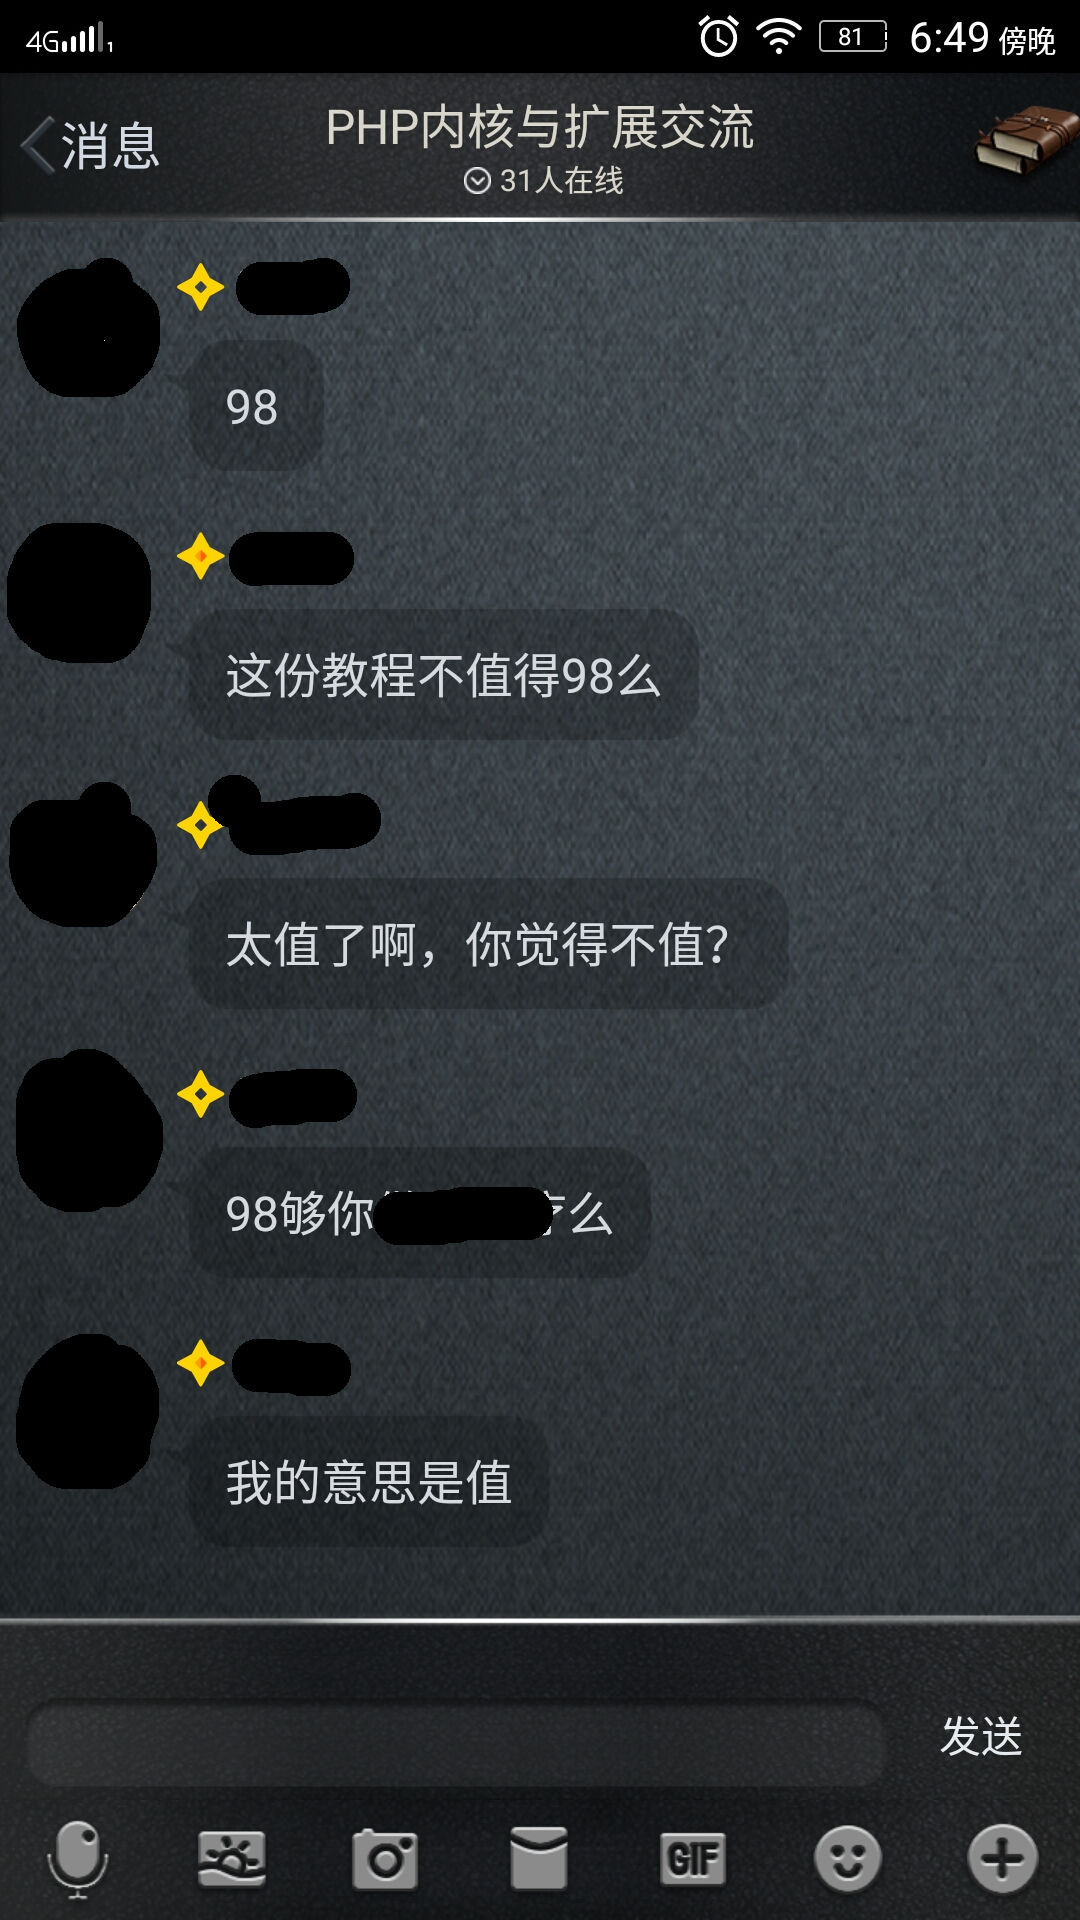 4G 1 81 6:49 傍晚
消息
PHP内核与扩展交流
31人在线
98
这份教程不值得98么
太值了啊，你觉得不值？
98够你 么
我的意思是值
发送
GIF